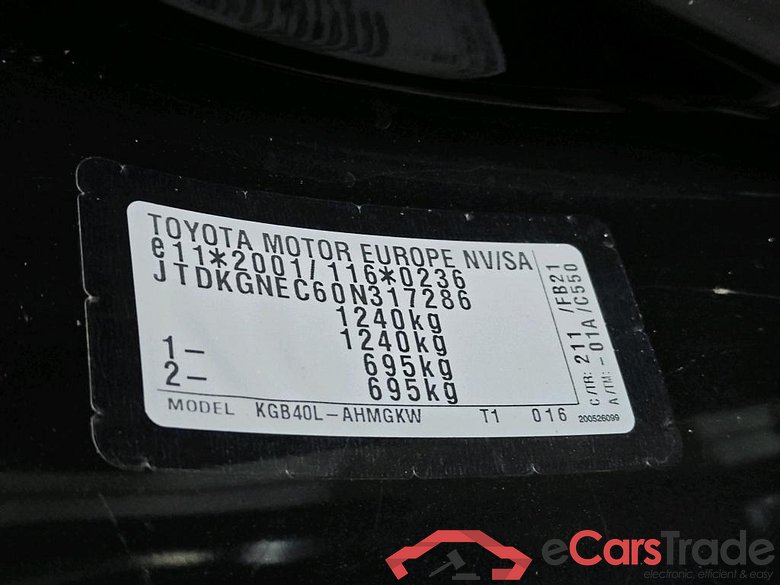 TOYOTA MOTOR EUROPE NV/SA
e11*2001/116*0236
JTDKGNEC60N317286
1240kg
1240kg
1- 695kg
2- 695kg
MODEL KGB40L-AHMGKW T1 016
C/TR: 211 /FB21
A/TM: -01A/C550
200526099
eCarsTrade
electronic, efficient & easy